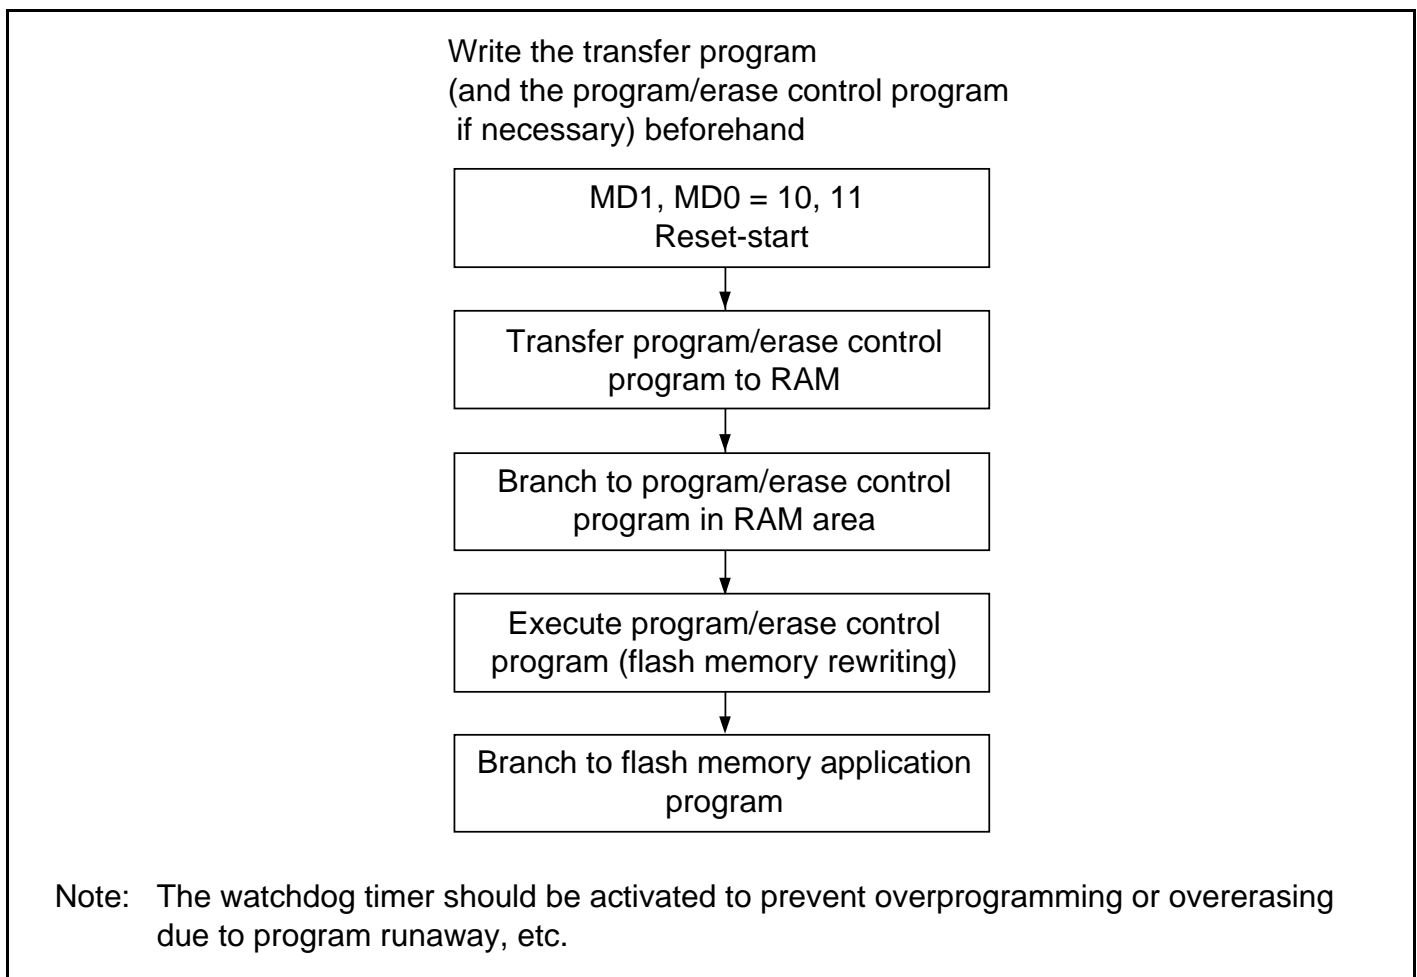 Write the transfer program
(and the program/erase control program
if necessary) beforehand
MD1, MD0 = 10, 11
Reset-start
Transfer program/erase control
program to RAM
Branch to program/erase control
program in RAM area
Execute program/erase control
program (flash memory rewriting)
Branch to flash memory application
program
Note: The watchdog timer should be activated to prevent overprogramming or overerasing
due to program runaway, etc.